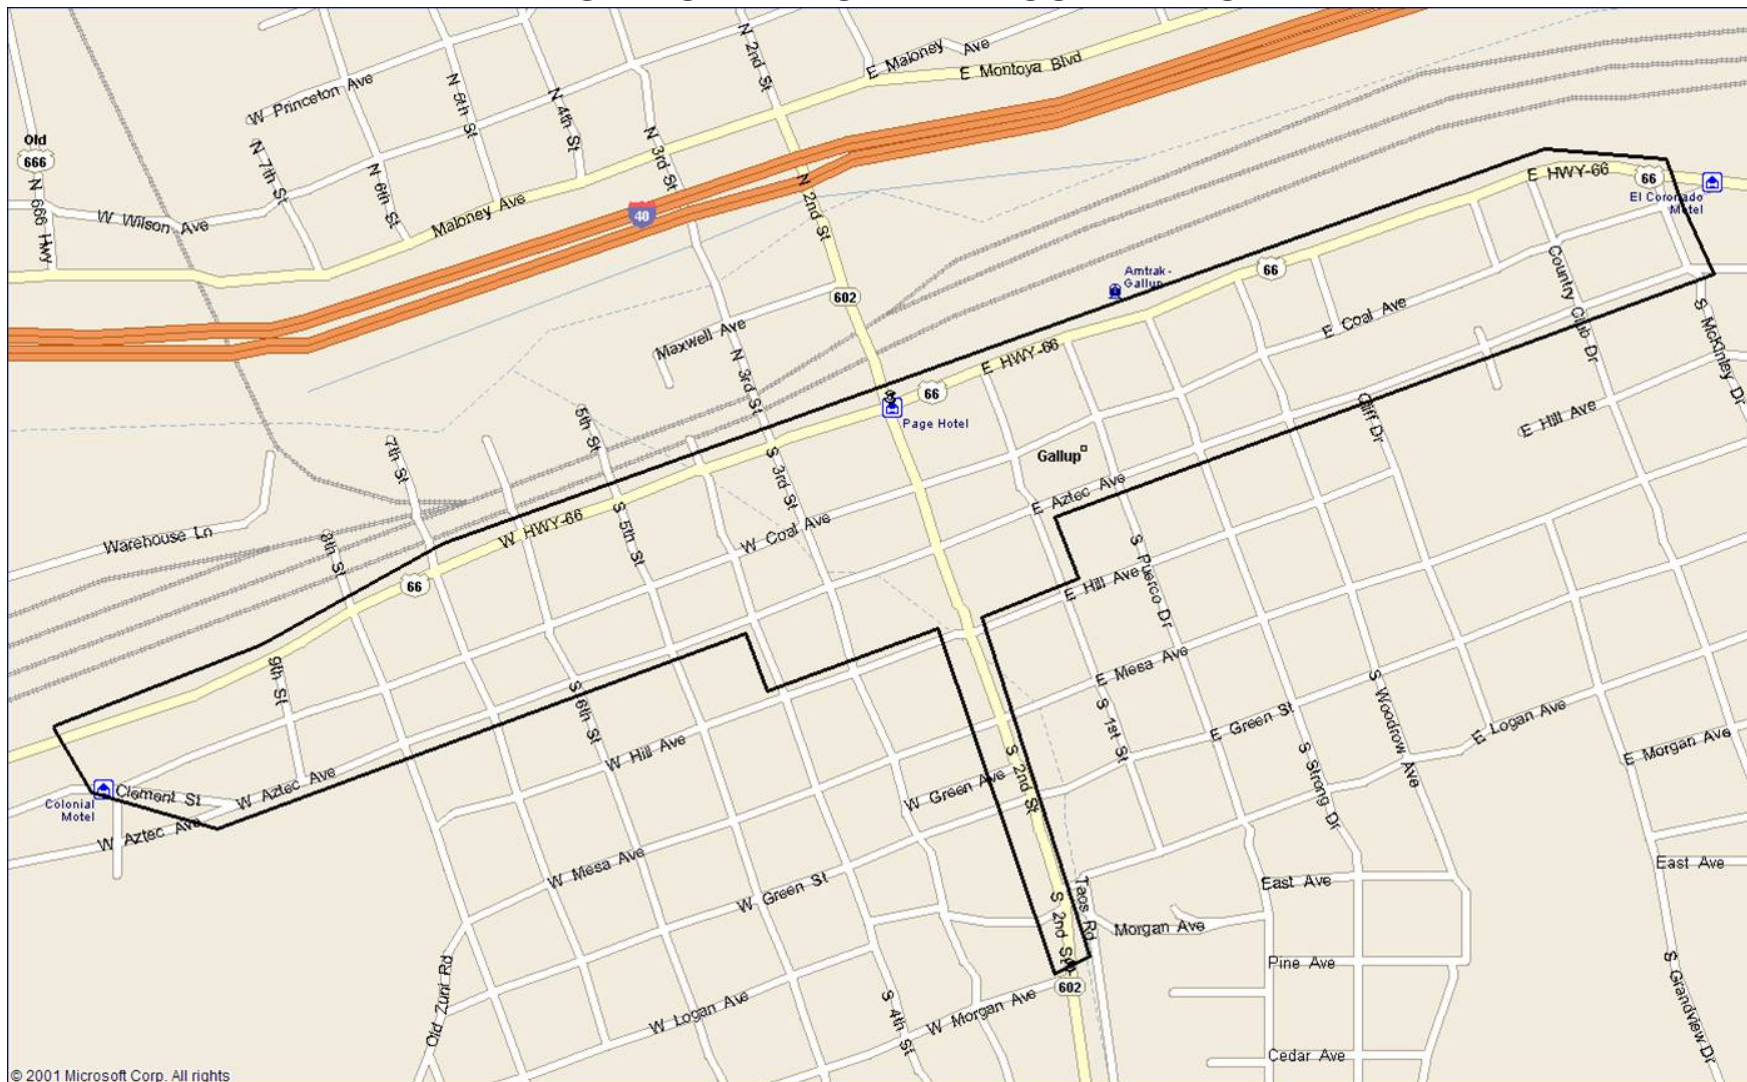 N 2nd St
E Maloney Ave
E Montoya Blvd
W Princeton Ave
N 5th St
N 4th St
N 3rd St
Old
666
N 666 Hwy
N 7th St
N 6th St
W Wilson Ave
Maloney Ave
40
N 2nd St
E HWY-66
66
El Coronado
Motel
Amtrak -
Gallup
66
Country Club Dr
602
Maxwell Ave
N 3rd St
E Coal Ave
S McKinley Dr
E HWY-66
66
Page Hotel
Cliff Dr
E Hill Ave
5th St
7th St
S 3rd St
Gallup
E Aztec Ave
Warehouse Ln
8th St
W HWY-66
S 5th St
W Coal Ave
66
E Hill Ave
S Puerco Dr
9th St
S 6th St
E Mesa Ave
S 1st St
S Woodrow Ave
E Green St
E Logan Ave
W Hill Ave
E Morgan Ave
S 2nd St
W Green Ave
S Strong Dr
Clement St
W Aztec Ave
Colonial
Motel
W Aztec Ave
W Mesa Ave
W Green St
East Ave
East Ave
Taos Rd
S 2nd St
Morgan Ave
Old Zuni Rd
Pine Ave
602
S Grandview Dr
W Logan Ave
S 4th St
W Morgan Ave
Cedar Ave
© 2001 Microsoft Corp. All rights